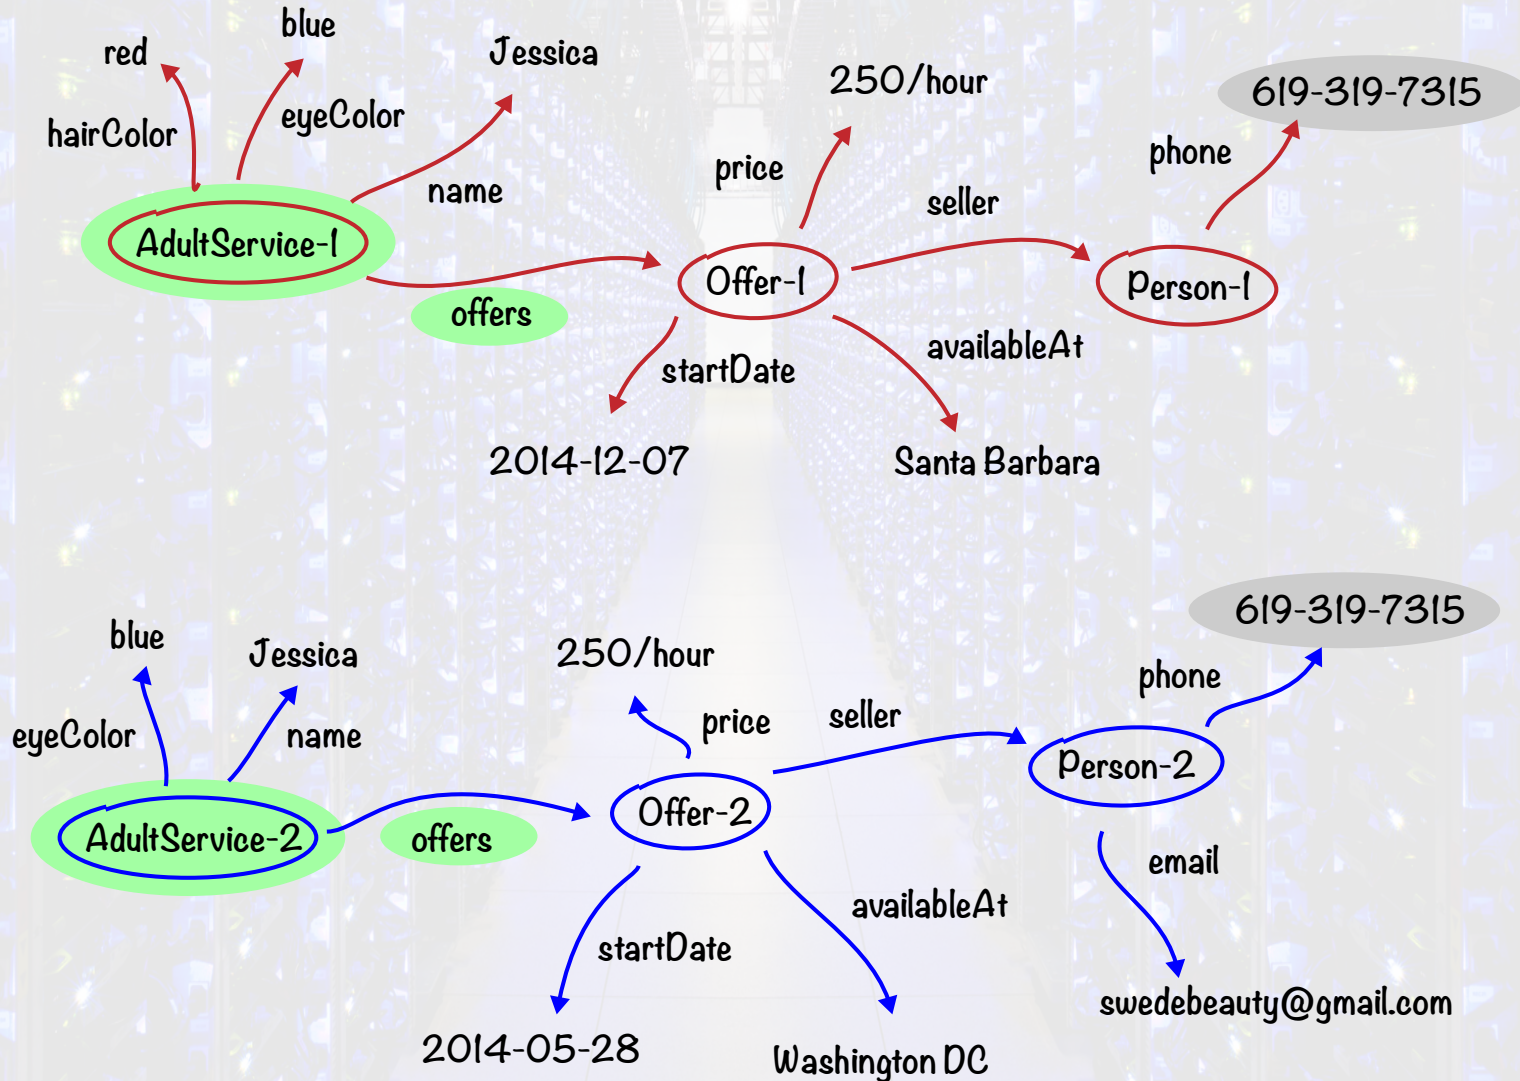 blue
red
Jessica
250/hour
619-319-7315
hairColor
eyeColor
price
phone
name
seller
AdultService-1
Offer-1
Person-1
offers
availableAt
startDate
2014-12-07
Santa Barbara
619-319-7315
blue
Jessica
250/hour
phone
eyeColor
name
price
seller
Person-2
AdultService-2
offers
Offer-2
email
availableAt
startDate
swedebeauty@gmail.com
2014-05-28
Washington DC